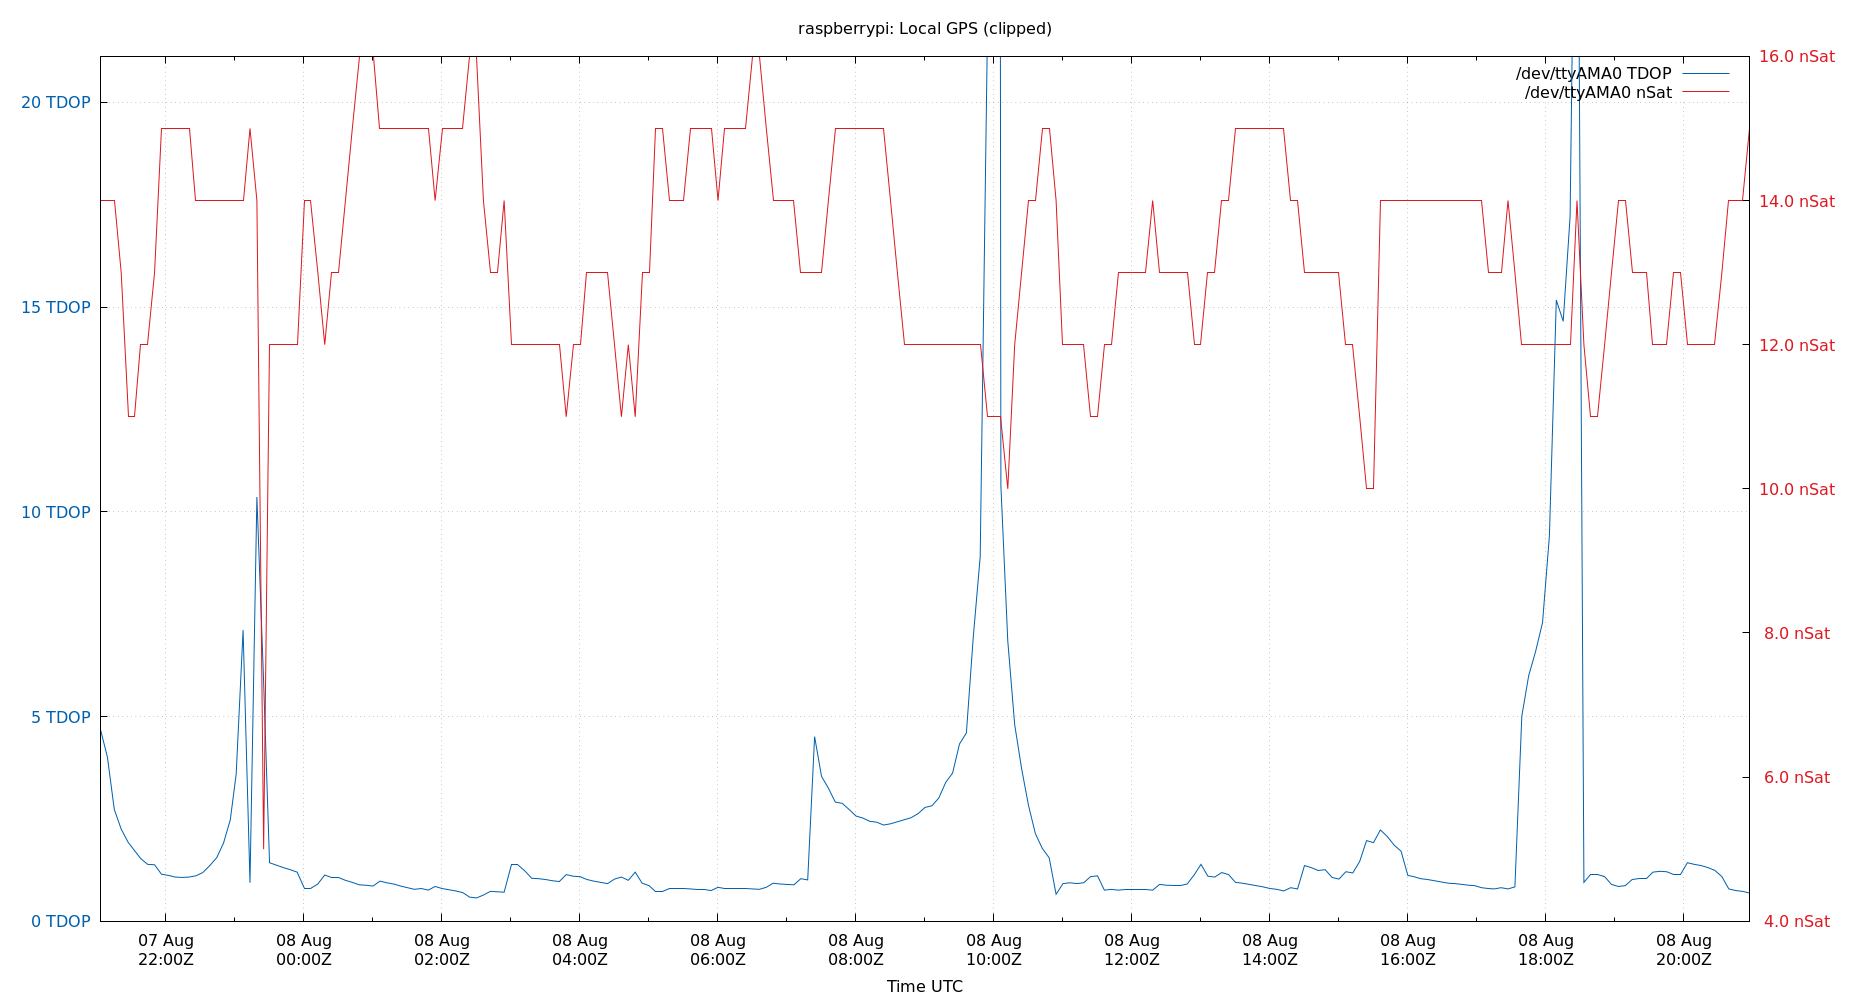 raspberrypi: Local GPS (clipped)
16.0 nSat
/dev/ttyAMA0 TDOP
/dev/ttyAMA0 nSat
20 TDOP
14.0 nSat
15 TDOP
12.0 nSat
10 TDOP
10.0 nSat
8.0 nSat
5 TDOP
6.0 nSat
0 TDOP
4.0 nSat
07 Aug 08 Aug 08 Aug 08 Aug 08 Aug 08 Aug 08 Aug 08 Aug 08 Aug 08 Aug 08 Aug 08 Aug
22:00Z 00:00Z 02:00Z 04:00Z 06:00Z 08:00Z 10:00Z 12:00Z 14:00Z 16:00Z 18:00Z 20:00Z
Time UTC